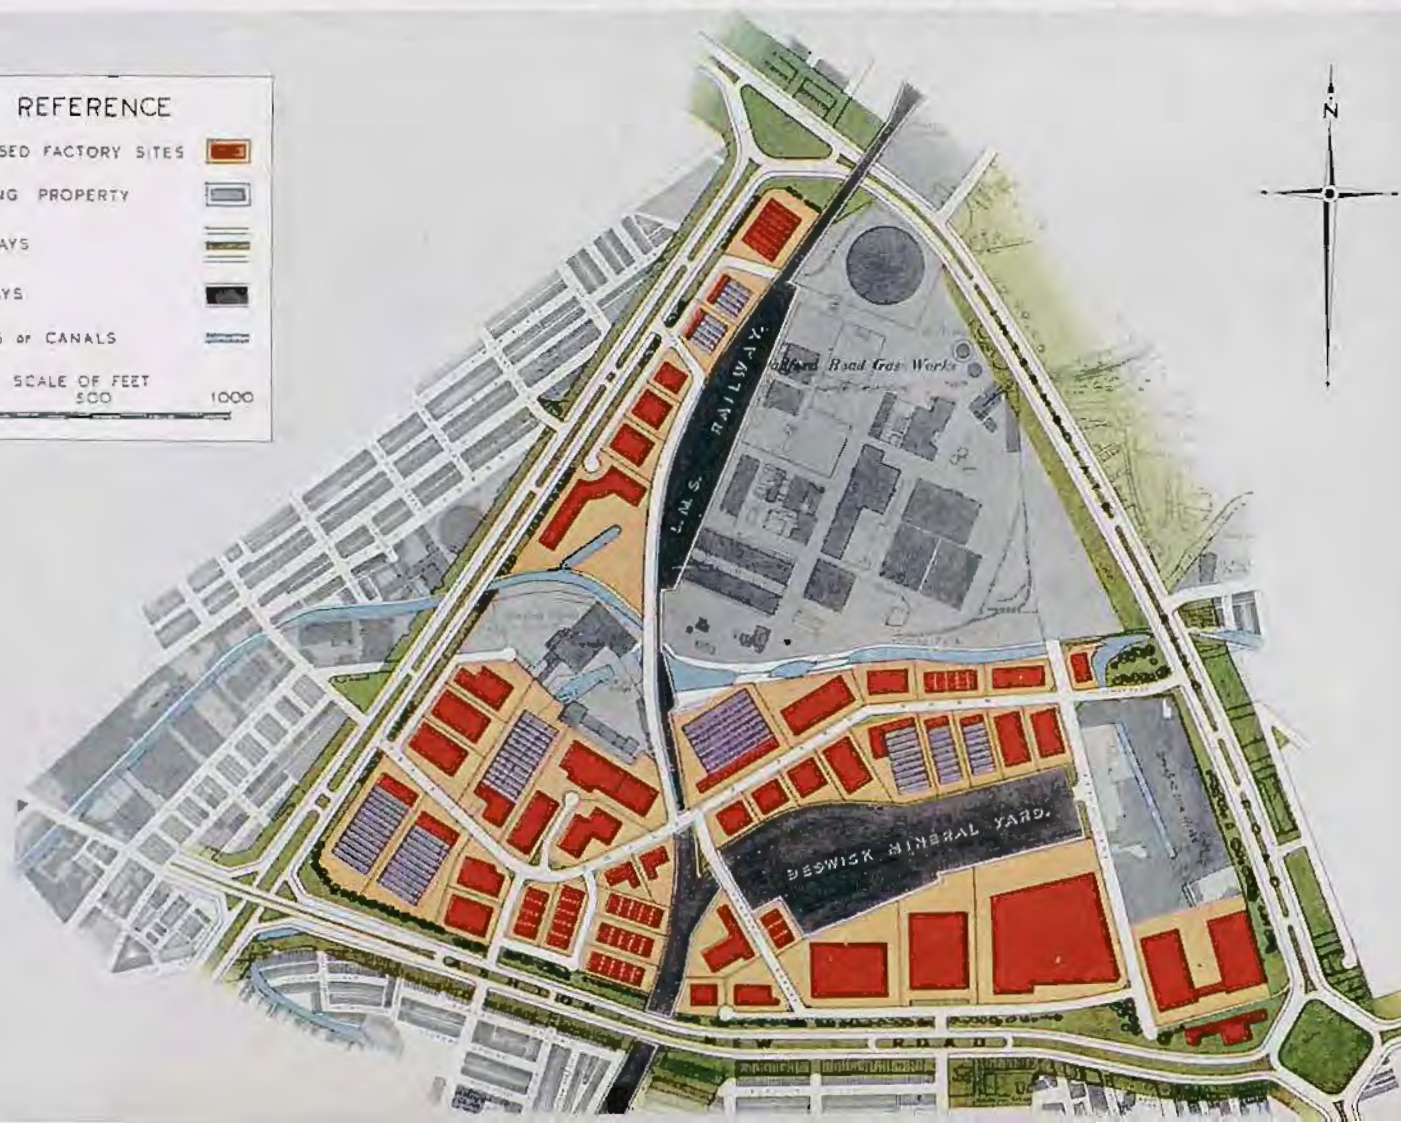 REFERENCE
SED FACTORY SITES
NG PROPERTY
AYS
YS
S or CANALS
SCALE OF FEET
500 1000
N
L. M. S. RAILWAY.
Road Gas Works
BESWICK MINERAL YARD.
NEW ROAD